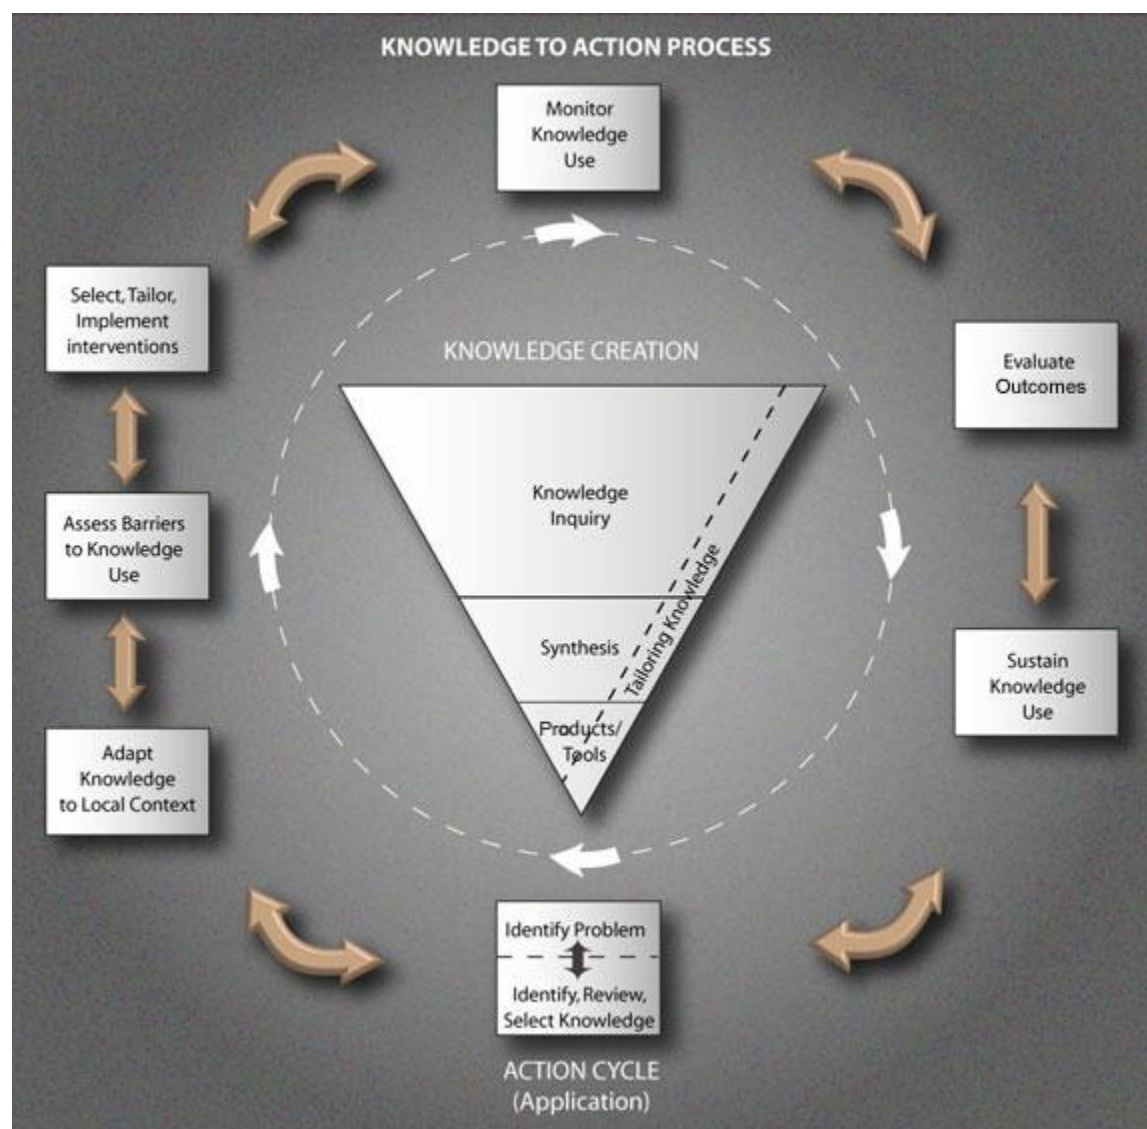 KNOWLEDGE TO ACTION PROCESS
Monitor
Knowledge
Use
Select, Tailor,
Implement
interventions
KNOWLEDGE CREATION
Evaluate
Outcomes
Knowledge
Inquiry
Assess Barriers
to Knowledge
Use
Tailoring Knowledge
Synthesis
Sustain
Knowledge
Use
Products/
Tools
Adapt
Knowledge
to Local Context
Identify Problem
Identify, Review,
Select Knowledge
ACTION CYCLE
(Application)